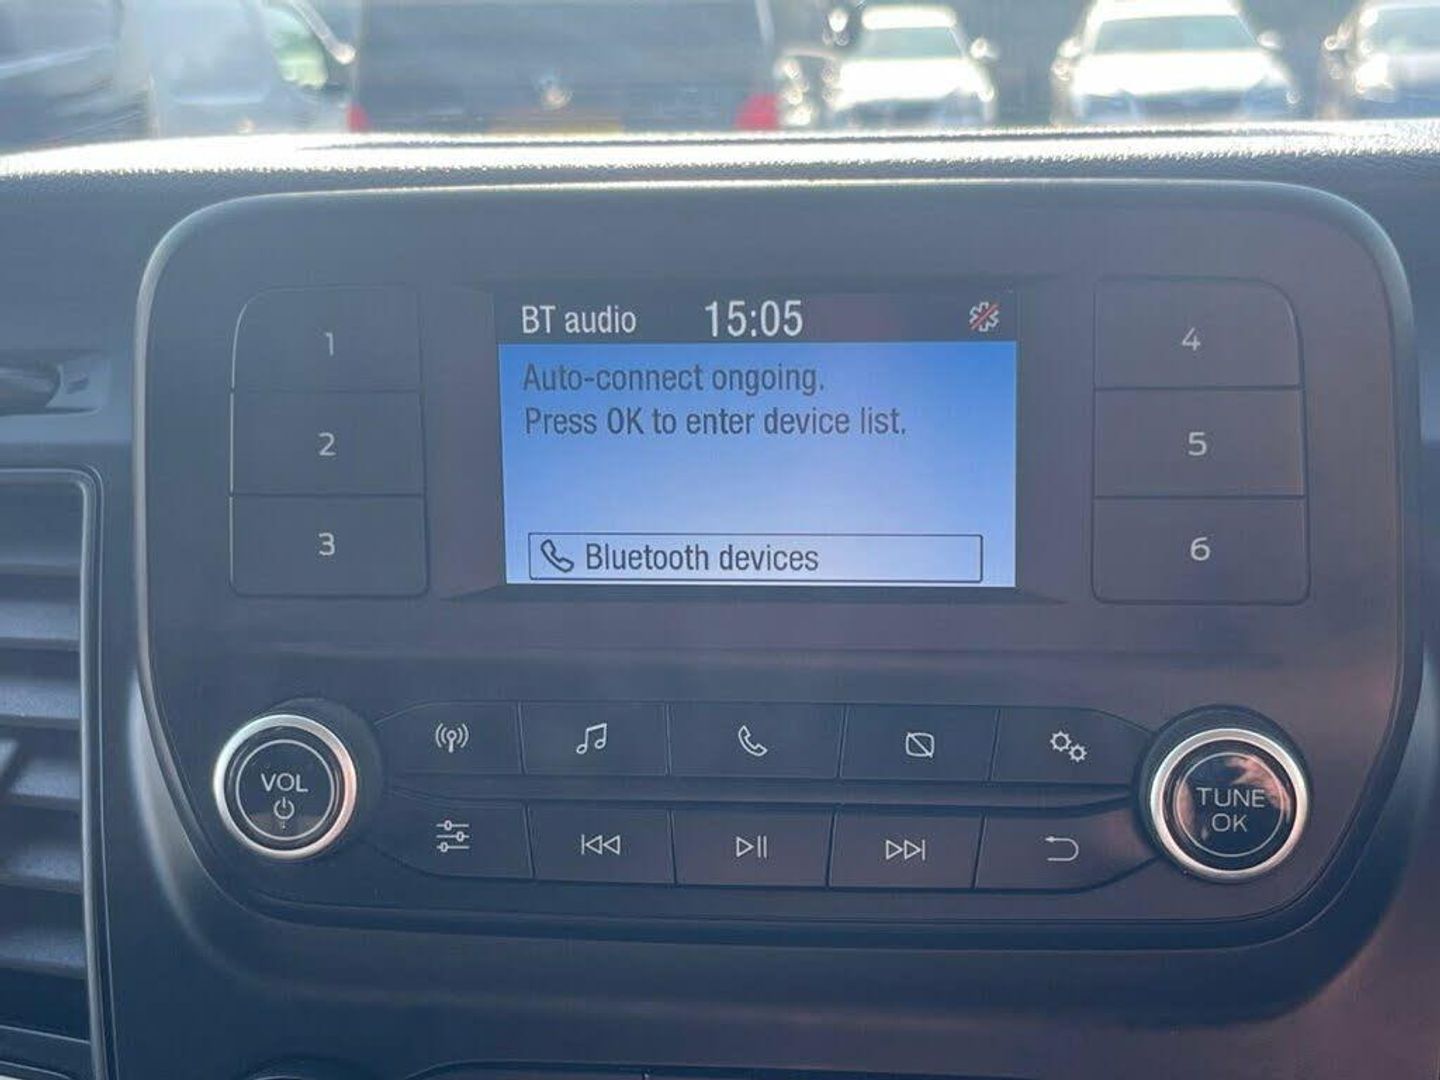 BT audio 15:05
Auto-connect ongoing.
Press OK to enter device list.
Bluetooth devices
1
2
3
4
5
6
VOL
TUNE
OK